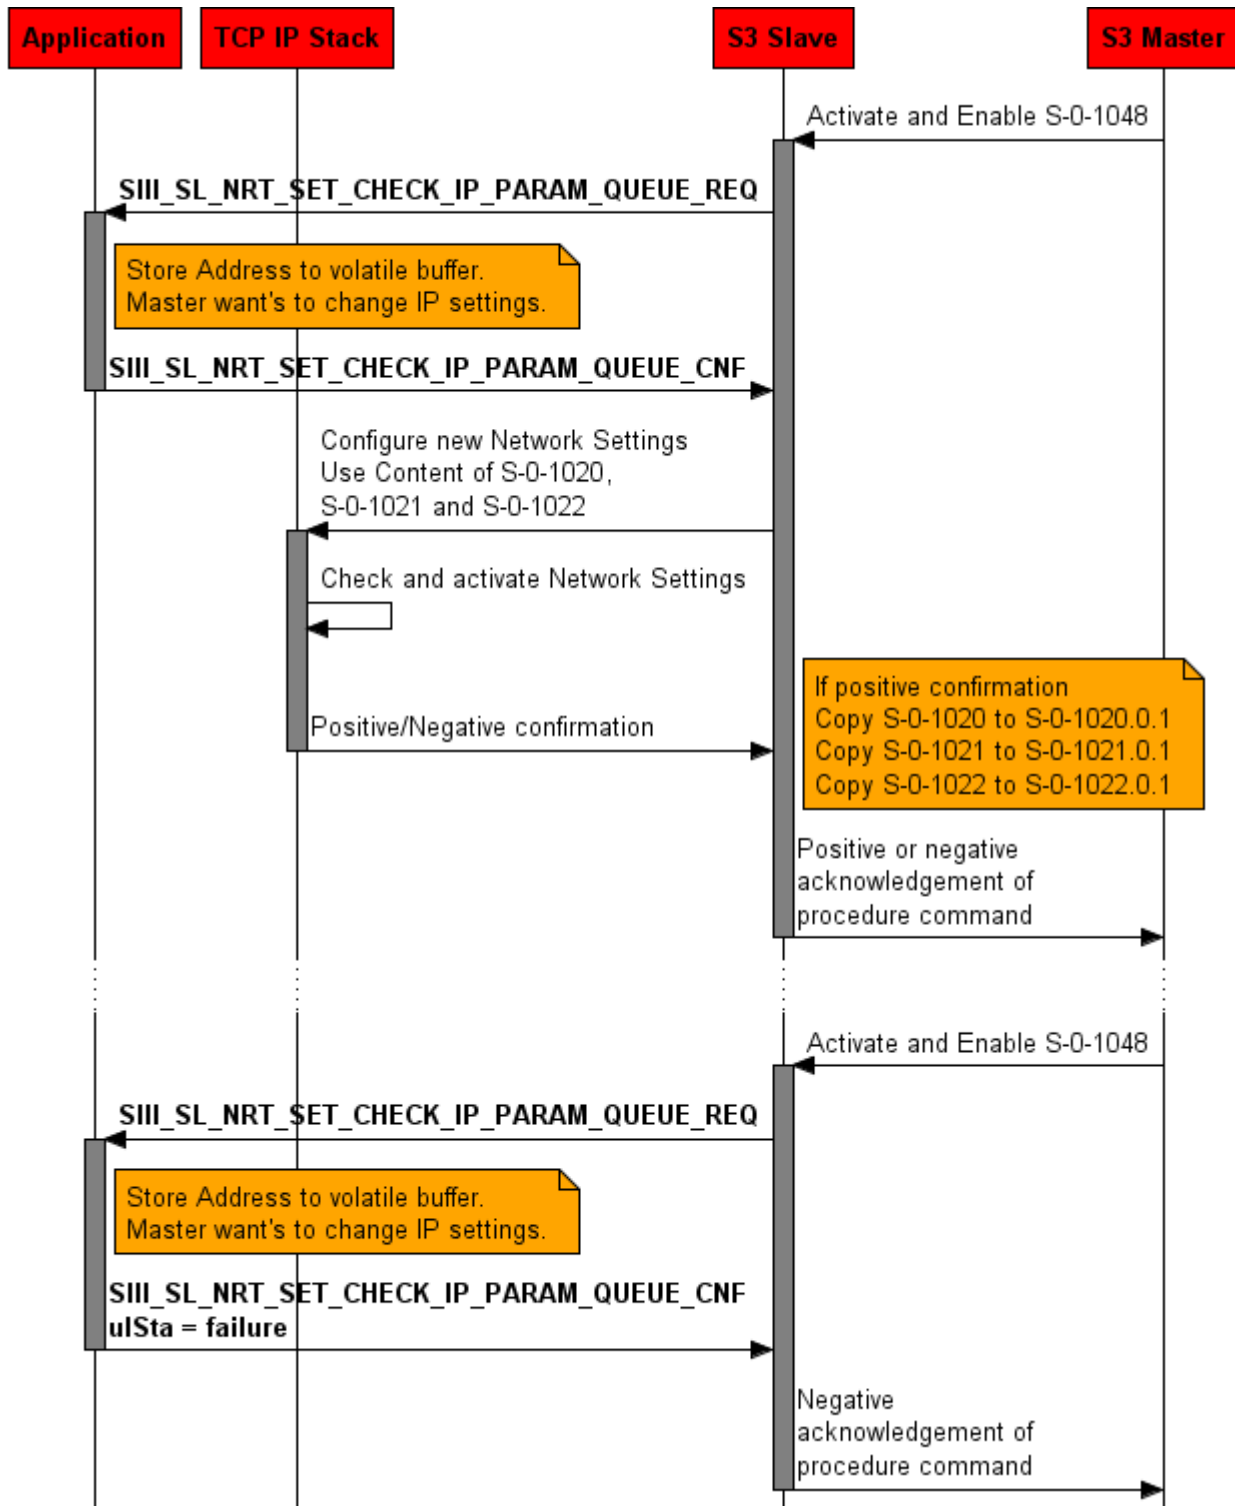 Application
TCP IP Stack
S3 Slave
S3 Master
Activate and Enable S-0-1048
SIII_SL_NRT_SET_CHECK_IP_PARAM_QUEUE_REQ
Store Address to volatile buffer.
Master want's to change IP settings.
SIII_SL_NRT_SET_CHECK_IP_PARAM_QUEUE_CNF
Configure new Network Settings
Use Content of S-0-1020,
S-0-1021 and S-0-1022
Check and activate Network Settings
If positive confirmation
Copy S-0-1020 to S-0-1020.0.1
Copy S-0-1021 to S-0-1021.0.1
Copy S-0-1022 to S-0-1022.0.1
Positive/Negative confirmation
Positive or negative
acknowledgement of
procedure command
Activate and Enable S-0-1048
SIII_SL_NRT_SET_CHECK_IP_PARAM_QUEUE_REQ
Store Address to volatile buffer.
Master want's to change IP settings.
SIII_SL_NRT_SET_CHECK_IP_PARAM_QUEUE_CNF
ulSta = failure
Negative
acknowledgement of
procedure command